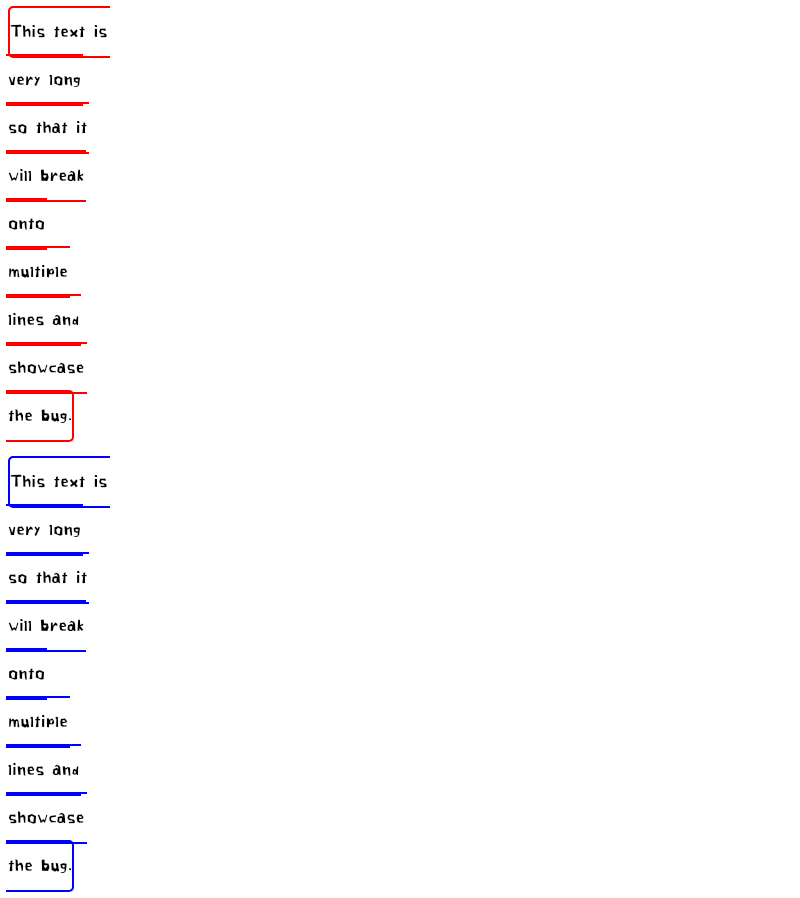 This text is
very long
so that it
will break
onto
multiple
lines and
showcase
the bug.
This text is
very long
so that it
will break
onto
multiple
lines and
showcase
the bug.